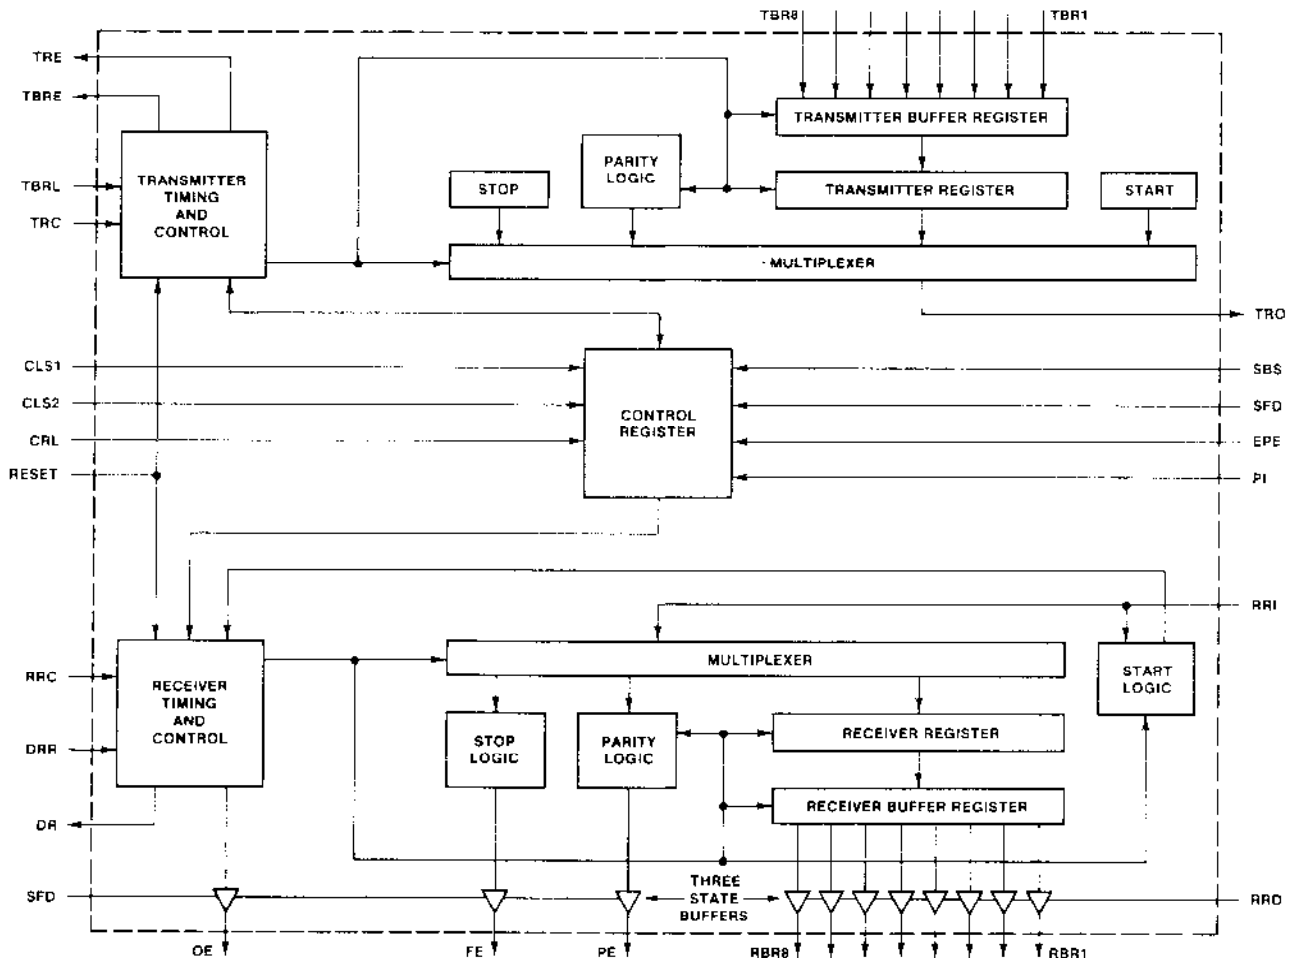 TBR8 TBR1
TRE
TBRE
TRANSMITTER BUFFER REGISTER
PARITY
LOGIC
TRANSMITTER
TIMING
AND
CONTROL
TBRL
TRC
STOP
TRANSMITTER REGISTER
START
MULTIPLEXER
TRO
CLS1
CLS2
CRL
RESET
CONTROL
REGISTER
SBS
SFD
EPE
PI
RRI
MULTIPLEXER
START
LOGIC
RRC
DRR
RECEIVER
TIMING
AND
CONTROL
STOP
LOGIC
PARITY
LOGIC
RECEIVER REGISTER
RECEIVER BUFFER REGISTER
DR
SFD
THREE
STATE
BUFFERS
RRD
OE FE PE RBR8 RBR1